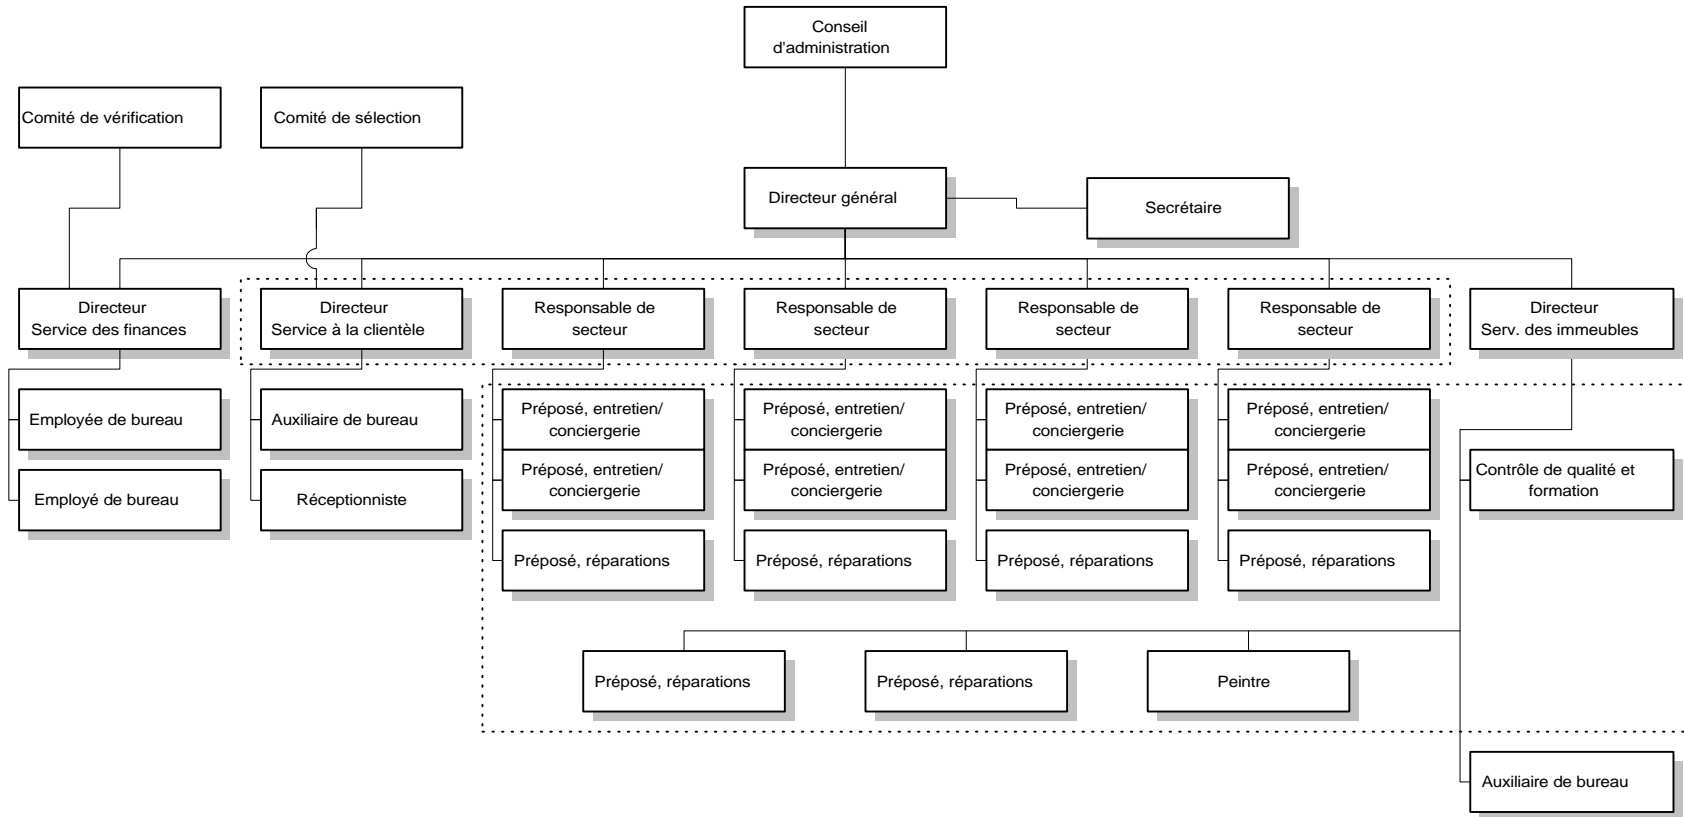 Conseil
d'administration
Comité de vérification
Comité de sélection
Directeur général
Secrétaire
Directeur
Service des finances
Directeur
Service à la clientèle
Responsable de
secteur
Responsable de
secteur
Responsable de
secteur
Responsable de
secteur
Directeur
Serv. des immeubles
Employée de bureau
Auxiliaire de bureau
Préposé, entretien/
conciergerie
Préposé, entretien/
conciergerie
Préposé, entretien/
conciergerie
Préposé, entretien/
conciergerie
Employé de bureau
Réceptionniste
Préposé, entretien/
conciergerie
Préposé, entretien/
conciergerie
Préposé, entretien/
conciergerie
Préposé, entretien/
conciergerie
Contrôle de qualité et
formation
Préposé, réparations
Préposé, réparations
Préposé, réparations
Préposé, réparations
Préposé, réparations
Préposé, réparations
Peintre
Auxiliaire de bureau